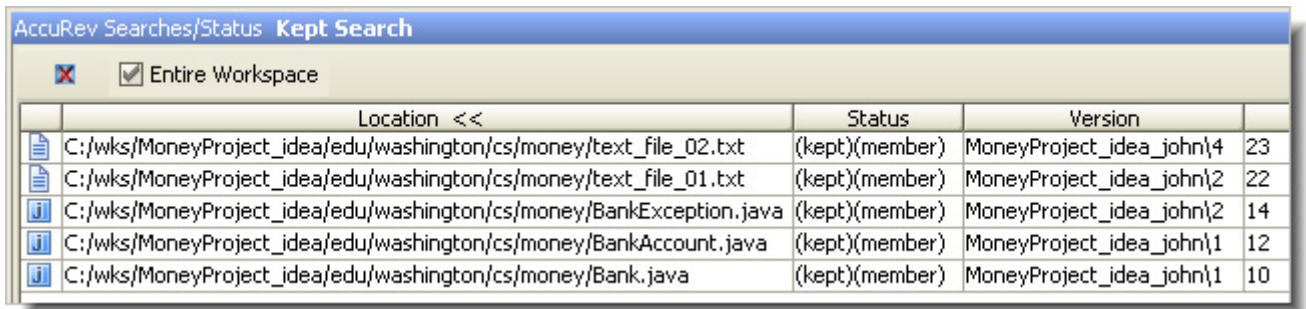 AccuRev Searches/Status Kept Search
Entire Workspace
Location << Status Version
C:/wks/MoneyProject_idea/edu/washington/cs/money/text_file_02.txt (kept)(member) MoneyProject_idea_john\4 23
C:/wks/MoneyProject_idea/edu/washington/cs/money/text_file_01.txt (kept)(member) MoneyProject_idea_john\2 22
C:/wks/MoneyProject_idea/edu/washington/cs/money/BankException.java (kept)(member) MoneyProject_idea_john\2 14
C:/wks/MoneyProject_idea/edu/washington/cs/money/BankAccount.java (kept)(member) MoneyProject_idea_john\1 12
C:/wks/MoneyProject_idea/edu/washington/cs/money/Bank.java (kept)(member) MoneyProject_idea_john\1 10